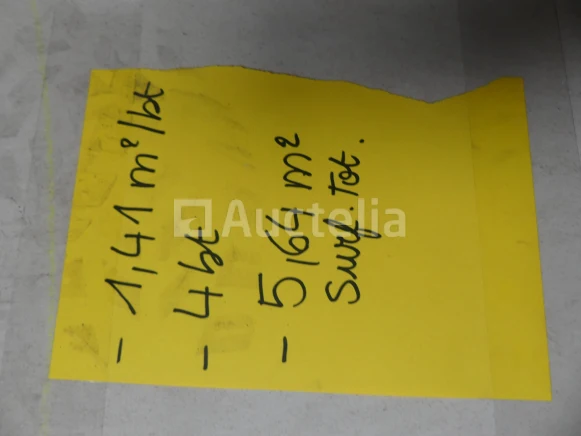 - 1,41 m²/bt
- 4 bt
- 5,64 m²
Surf. Tot.
Auctelia